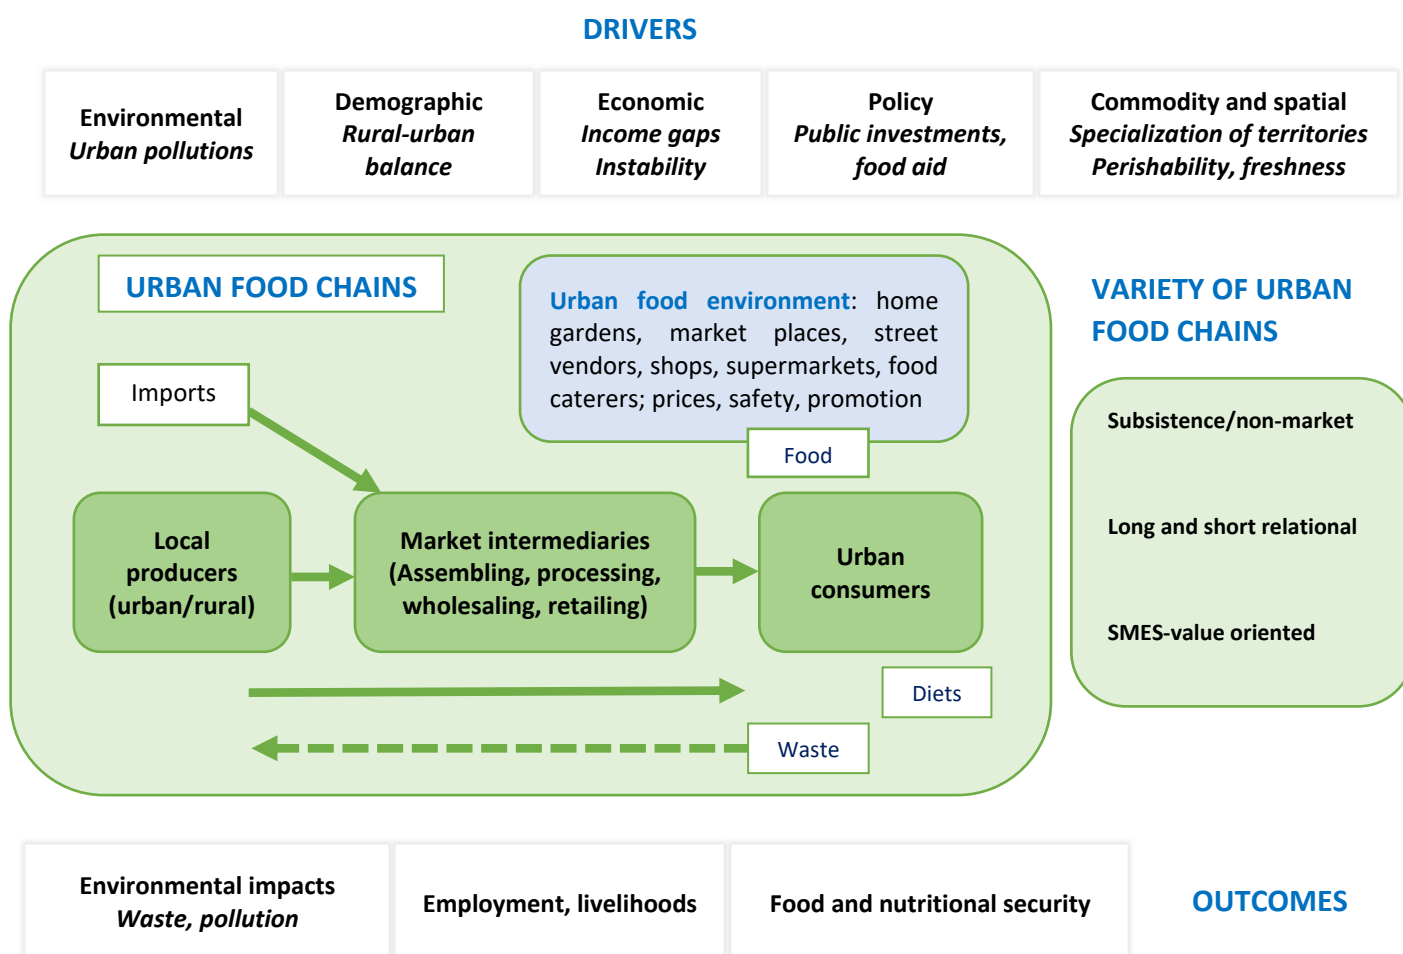 DRIVERS
Environmental
Urban pollutions
Demographic
Rural-urban
balance
Economic
Income gaps
Instability
Policy
Public investments,
food aid
Commodity and spatial
Specialization of territories
Perishability, freshness
URBAN FOOD CHAINS
Urban food environment: home
gardens, market places, street
vendors, shops, supermarkets, food
caterers; prices, safety, promotion
Imports
Food
Local
producers
(urban/rural)
Market intermediaries
(Assembling, processing,
wholesaling, retailing)
Urban
consumers
Diets
Waste
VARIETY OF URBAN
FOOD CHAINS
Subsistence/non-market
Long and short relational
SMES-value oriented
Environmental impacts
Waste, pollution
Employment, livelihoods
Food and nutritional security
OUTCOMES